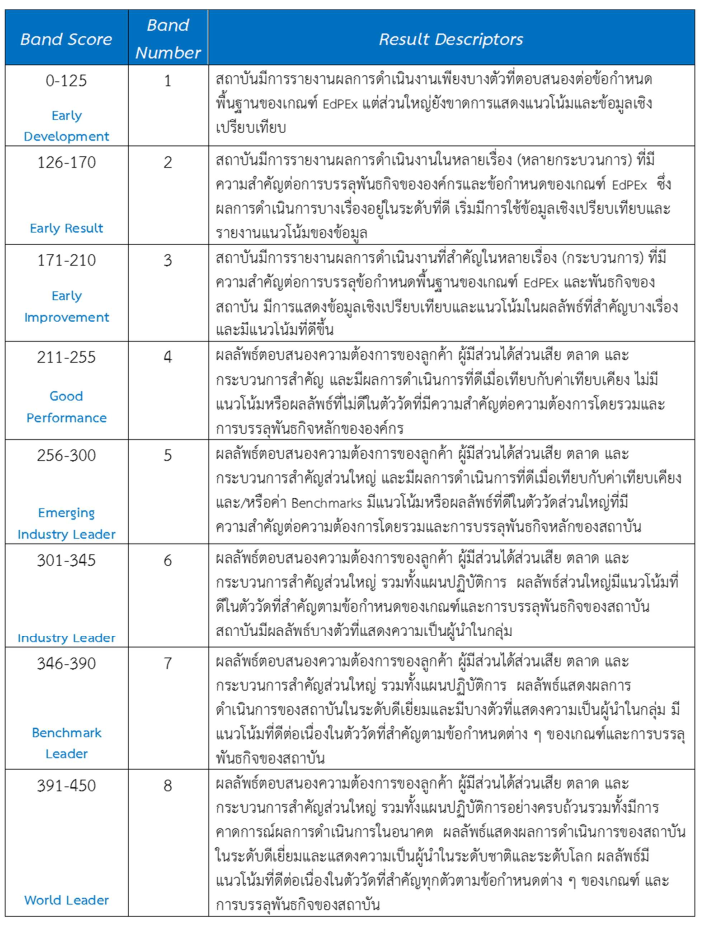 Band Score
Band
Number
Result Descriptors
0-125
Early
Development
1
สถาบันมีการรายงานผลการดำเนินงานเพียงบางตัวที่ตอบสนองต่อข้อกำหนด
พื้นฐานของเกณฑ์ EdPEx แต่ส่วนใหญ่ยังขาดการแสดงแนวโน้มและข้อมูลเชิง
เปรียบเทียบ
126-170
Early Result
2
สถาบันมีการรายงานผลการดำเนินงานในหลายเรื่อง (หลายกระบวนการ) ที่มี
ความสำคัญต่อการบรรลุพันธกิจขององค์กรและข้อกำหนดของเกณฑ์ EdPEx ซึ่ง
ผลการดำเนินการบางเรื่องอยู่ในระดับที่ดี เริ่มมีการใช้ข้อมูลเชิงเปรียบเทียบและ
รายงานแนวโน้มของข้อมูล
171-210
Early
Improvement
3
สถาบันมีการรายงานผลการดำเนินงานที่สำคัญในหลายเรื่อง (กระบวนการ) ที่มี
ความสำคัญต่อการบรรลุข้อกำหนดพื้นฐานของเกณฑ์ EdPEx และพันธกิจของ
สถาบัน มีการแสดงข้อมูลเชิงเปรียบเทียบและแนวโน้มในผลลัพธ์ที่สำคัญบางเรื่อง
และมีแนวโน้มที่ดีขึ้น
211-255
Good
Performance
4
ผลลัพธ์ตอบสนองความต้องการของลูกค้า ผู้มีส่วนได้ส่วนเสีย ตลาด และ
กระบวนการสำคัญ และมีผลการดำเนินการที่ดีเมื่อเทียบกับค่าเทียบเคียง ไม่มี
แนวโน้มหรือผลลัพธ์ที่ไม่ดีในตัววัดที่มีความสำคัญต่อความต้องการโดยรวมและ
การบรรลุพันธกิจหลักขององค์กร
256-300
Emerging
Industry Leader
5
ผลลัพธ์ตอบสนองความต้องการของลูกค้า ผู้มีส่วนได้ส่วนเสีย ตลาด และ
กระบวนการสำคัญส่วนใหญ่ และมีผลการดำเนินการที่ดีเมื่อเทียบกับค่าเทียบเคียง
และ/หรือค่า Benchmarks มีแนวโน้มหรือผลลัพธ์ที่ดีในตัววัดส่วนใหญ่ที่มี
ความสำคัญต่อความต้องการโดยรวมและการบรรลุพันธกิจหลักของสถาบัน
301-345
Industry Leader
6
ผลลัพธ์ตอบสนองความต้องการของลูกค้า ผู้มีส่วนได้ส่วนเสีย ตลาด และ
กระบวนการสำคัญส่วนใหญ่ รวมทั้งแผนปฏิบัติการ ผลลัพธ์ส่วนใหญ่มีแนวโน้มที่
ดีในตัววัดที่สำคัญตามข้อกำหนดของเกณฑ์และการบรรลุพันธกิจของสถาบัน
สถาบันมีผลลัพธ์บางตัวที่แสดงความเป็นผู้นำในกลุ่ม
346-390
Benchmark
Leader
7
ผลลัพธ์ตอบสนองความต้องการของลูกค้า ผู้มีส่วนได้ส่วนเสีย ตลาด และ
กระบวนการสำคัญส่วนใหญ่ รวมทั้งแผนปฏิบัติการ ผลลัพธ์แสดงผลการ
ดำเนินการของสถาบันในระดับดีเยี่ยมและมีบางตัวที่แสดงความเป็นผู้นำในกลุ่ม มี
แนวโน้มที่ดีต่อเนื่องในตัววัดที่สำคัญตามข้อกำหนดต่าง ๆ ของเกณฑ์และการบรรลุ
พันธกิจของสถาบัน
391-450
World Leader
8
ผลลัพธ์ตอบสนองความต้องการของลูกค้า ผู้มีส่วนได้ส่วนเสีย ตลาด และ
กระบวนการสำคัญส่วนใหญ่ รวมทั้งแผนปฏิบัติการอย่างครบถ้วนรวมทั้งมีการ
คาดการณ์ผลการดำเนินการในอนาคต ผลลัพธ์แสดงผลการดำเนินการของสถาบัน
ในระดับดีเยี่ยมและแสดงความเป็นผู้นำในระดับชาติและระดับโลก ผลลัพธ์มี
แนวโน้มที่ดีต่อเนื่องในตัววัดที่สำคัญทุกตัวตามข้อกำหนดต่าง ๆ ของเกณฑ์ และ
การบรรลุพันธกิจของสถาบัน